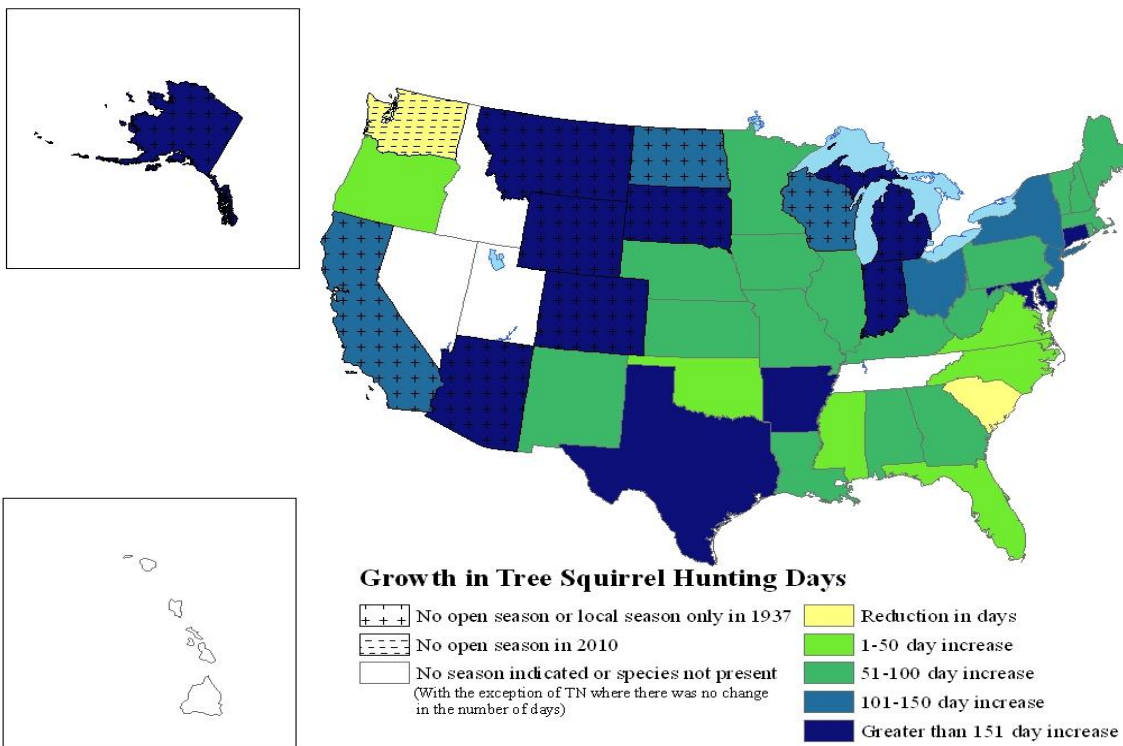 Growth in Tree Squirrel Hunting Days
No open season or local season only in 1937
No open season in 2010
No season indicated or species not present
(With the exception of TN where there was no change
in the number of days)
Reduction in days
1-50 day increase
51-100 day increase
101-150 day increase
Greater than 151 day increase